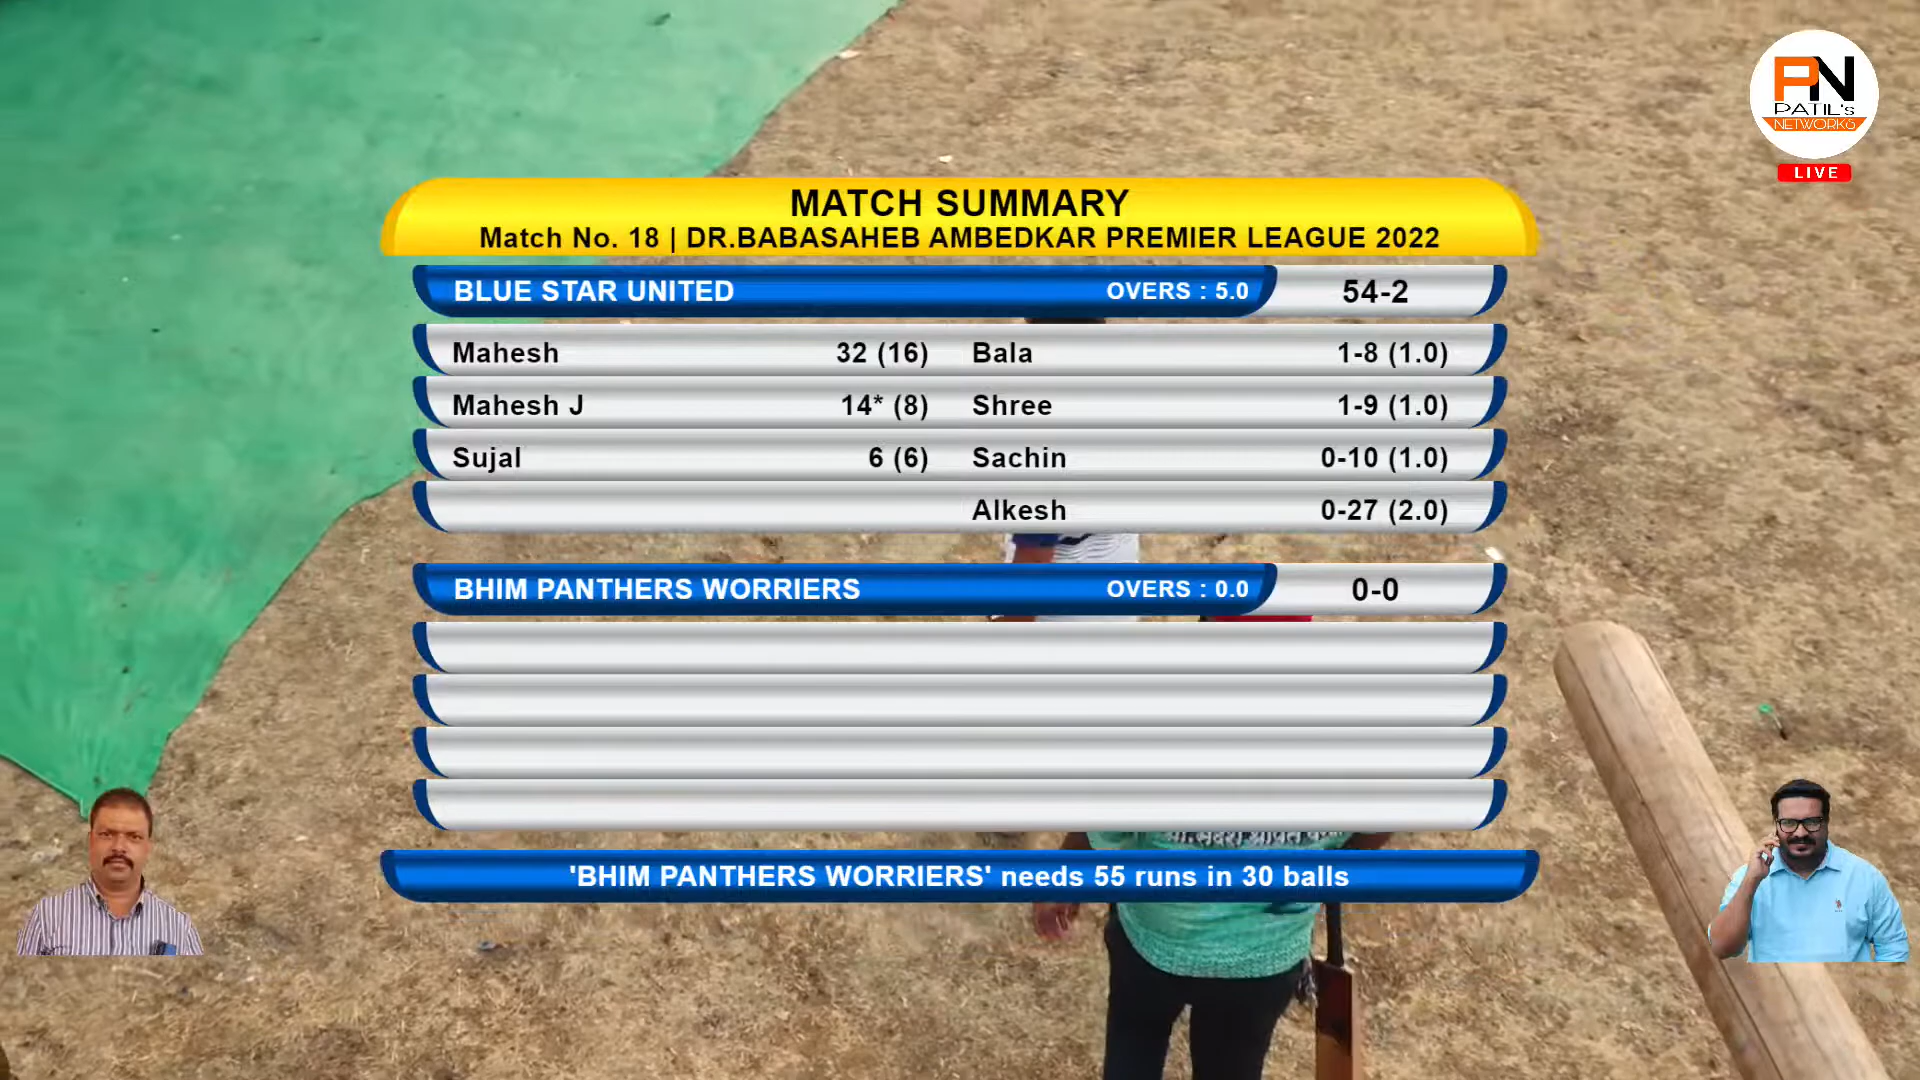 PN
PATIL's
NETWORKS
LIVE
MATCH SUMMARY
Match No. 18 | DR.BABASAHEB AMBEDKAR PREMIER LEAGUE 2022
BLUE STAR UNITED OVERS : 5.0 54-2
Mahesh 32 (16) Bala 1-8 (1.0)
Mahesh J 14* (8) Shree 1-9 (1.0)
Sujal 6 (6) Sachin 0-10 (1.0)
Alkesh 0-27 (2.0)
BHIM PANTHERS WORRIERS OVERS : 0.0 0-0
'BHIM PANTHERS WORRIERS' needs 55 runs in 30 balls